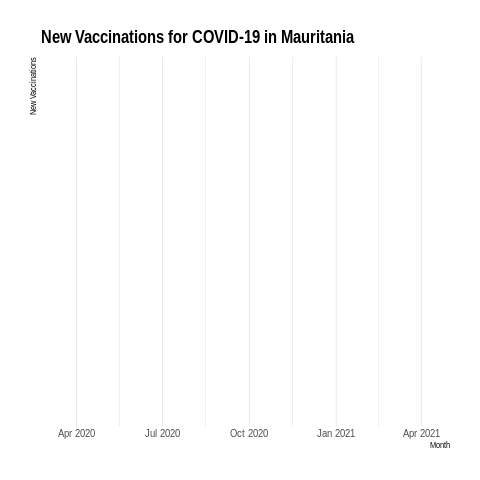 New Vaccinations for COVID-19 in Mauritania
New Vaccinations
Apr 2020 Jul 2020 Oct 2020 Jan 2021 Apr 2021
Month